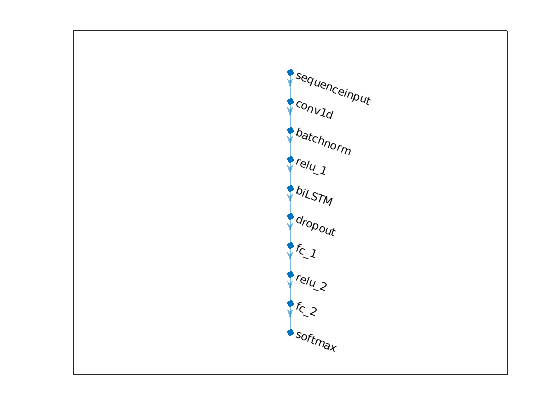 sequenceinput
conv1d
batchnorm
relu_1
biLSTM
dropout
fc_1
relu_2
fc_2
softmax